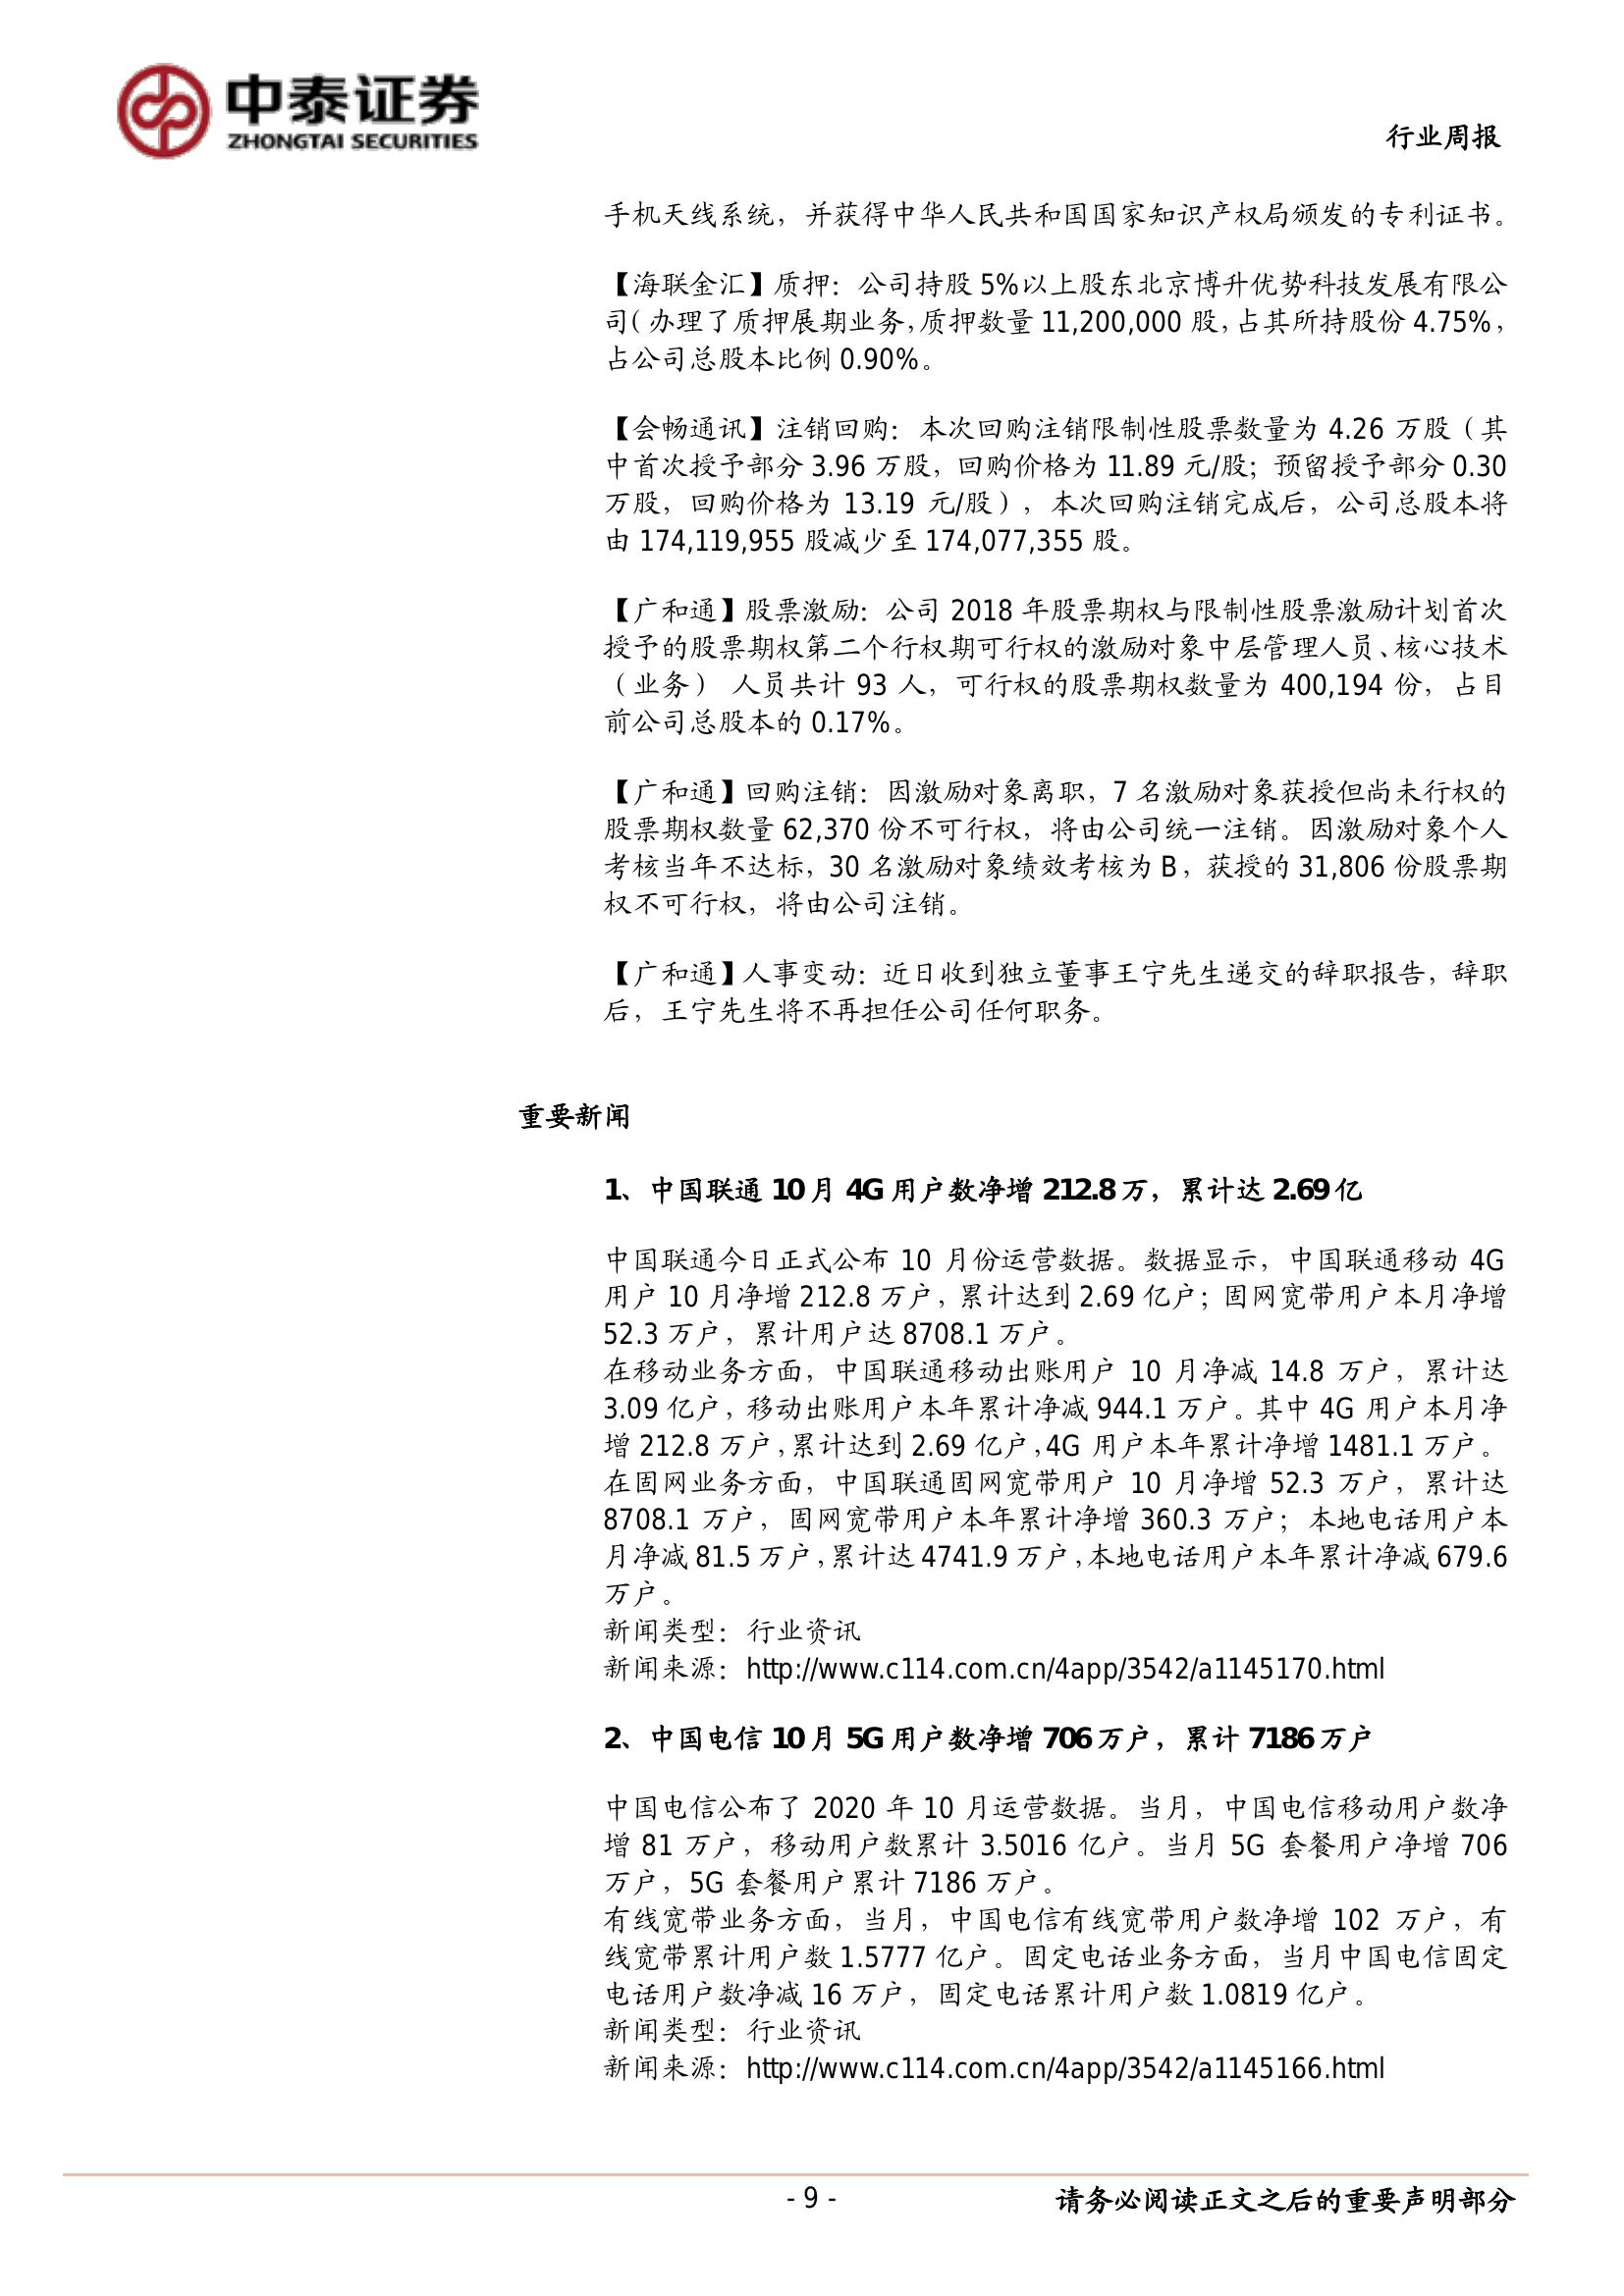 中泰证券
ZHONGTAI SECURITIES
行业周报
手机天线系统，并获得中华人民共和国国家知识产权局颁发的专利证书。
【海联金汇】质押：公司持股 5%以上股东北京博升优势科技发展有限公
司( 办理了质押展期业务，质押数量 11,200,000 股，占其所持股份 4.75%，
占公司总股本比例 0.90%。
【会畅通讯】注销回购：本次回购注销限制性股票数量为 4.26 万股（其
中首次授予部分 3.96 万股，回购价格为 11.89 元/股；预留授予部分 0.30
万股，回购价格为 13.19 元/股），本次回购注销完成后，公司总股本将
由 174,119,955 股减少至 174,077,355 股。
【广和通】股票激励：公司 2018 年股票期权与限制性股票激励计划首次
授予的股票期权第二个行权期可行权的激励对象中层管理人员、核心技术
（业务） 人员共计 93 人，可行权的股票期权数量为 400,194 份，占目
前公司总股本的 0.17%。
【广和通】回购注销：因激励对象离职，7 名激励对象获授但尚未行权的
股票期权数量 62,370 份不可行权，将由公司统一注销。因激励对象个人
考核当年不达标，30 名激励对象绩效考核为 B，获授的 31,806 份股票期
权不可行权，将由公司注销。
【广和通】人事变动：近日收到独立董事王宁先生递交的辞职报告，辞职
后，王宁先生将不再担任公司任何职务。
重要新闻
1、中国联通 10 月 4G 用户数净增 212.8 万，累计达 2.69 亿
中国联通今日正式公布 10 月份运营数据。数据显示，中国联通移动 4G
用户 10 月净增 212.8 万户，累计达到 2.69 亿户；固网宽带用户本月净增
52.3 万户，累计用户达 8708.1 万户。
在移动业务方面，中国联通移动出账用户 10 月净减 14.8 万户，累计达
3.09 亿户，移动出账用户本年累计净减 944.1 万户。其中 4G 用户本月净
增 212.8 万户，累计达到 2.69 亿户，4G 用户本年累计净增 1481.1 万户。
在固网业务方面，中国联通固网宽带用户 10 月净增 52.3 万户，累计达
8708.1 万户，固网宽带用户本年累计净增 360.3 万户；本地电话用户本
月净减 81.5 万户，累计达 4741.9 万户，本地电话用户本年累计净减 679.6
万户。
新闻类型：行业资讯
新闻来源：http://www.c114.com.cn/4app/3542/a1145170.html
2、中国电信 10 月 5G 用户数净增 706 万户，累计 7186 万户
中国电信公布了 2020 年 10 月运营数据。当月，中国电信移动用户数净
增 81 万户，移动用户数累计 3.5016 亿户。当月 5G 套餐用户净增 706
万户，5G 套餐用户累计 7186 万户。
有线宽带业务方面，当月，中国电信有线宽带用户数净增 102 万户，有
线宽带累计用户数 1.5777 亿户。固定电话业务方面，当月中国电信固定
电话用户数净减 16 万户，固定电话累计用户数 1.0819 亿户。
新闻类型：行业资讯
新闻来源：http://www.c114.com.cn/4app/3542/a1145166.html
- 9 -
请务必阅读正文之后的重要声明部分